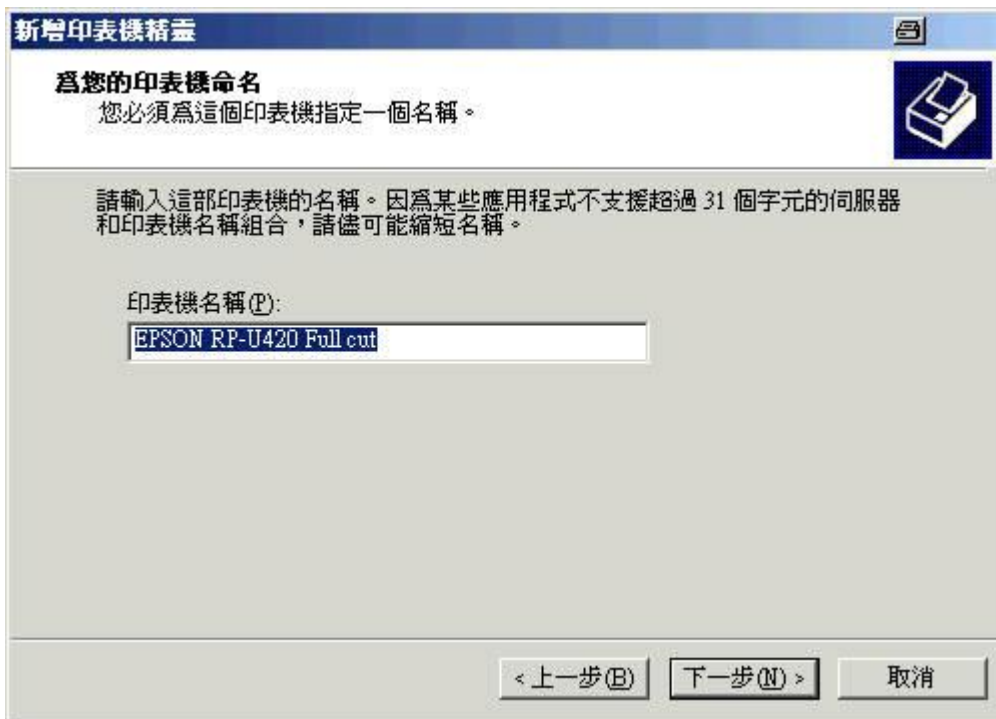 新增印表機精靈
為您的印表機命名
您必須為這個印表機指定一個名稱。
請輸入這部印表機的名稱。因為某些應用程式不支援超過 31 個字元的伺服器
和印表機名稱組合，請儘可能縮短名稱。
印表機名稱(P):
EPSON RP-U420 Full cut
< 上一步(B)
下一步(N) >
取消